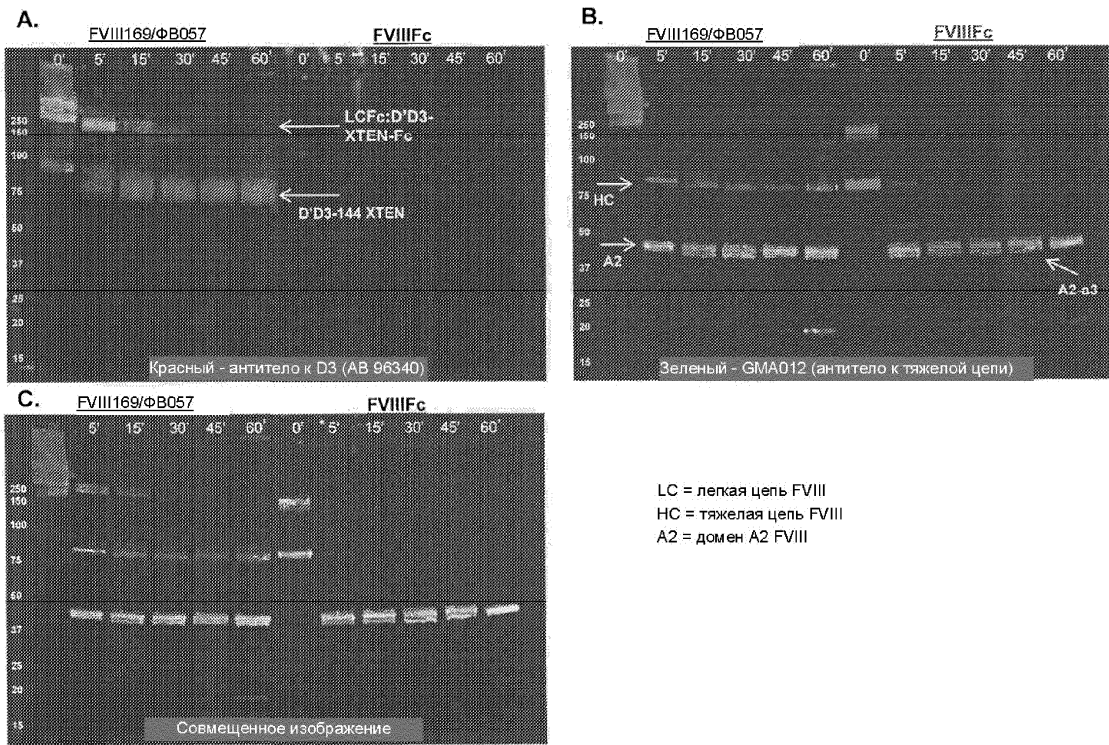 A.
FVIII169/ФВ057
FVIIIFc
0' 5' 15' 30' 45' 60' 0' 5' 15' 30' 45' 60'
250
150
100
75
50
37
25
20
15
LCFc:D'D3-
XTEN-Fc
D'D3-144 XTEN
Красный - антитело к D3 (AB 96340)
B.
FVIII169/ФВ057
FVIIIFc
0' 5' 15' 30' 45' 60' 0' 5' 15' 30' 45' 60'
250
150
100
75
50
37
25
20
15
HC
A2
A2-a3
Зеленый - GMA012 (антитело к тяжелой цепи)
C.
FVIII169/ФВ057
FVIIIFc
5' 15' 30' 45' 60' 0' 5' 15' 30' 45' 60'
250
150
100
75
50
37
25
20
15
Совмещенное изображение
LC = легкая цепь FVIII
HC = тяжелая цепь FVIII
A2 = домен A2 FVIII